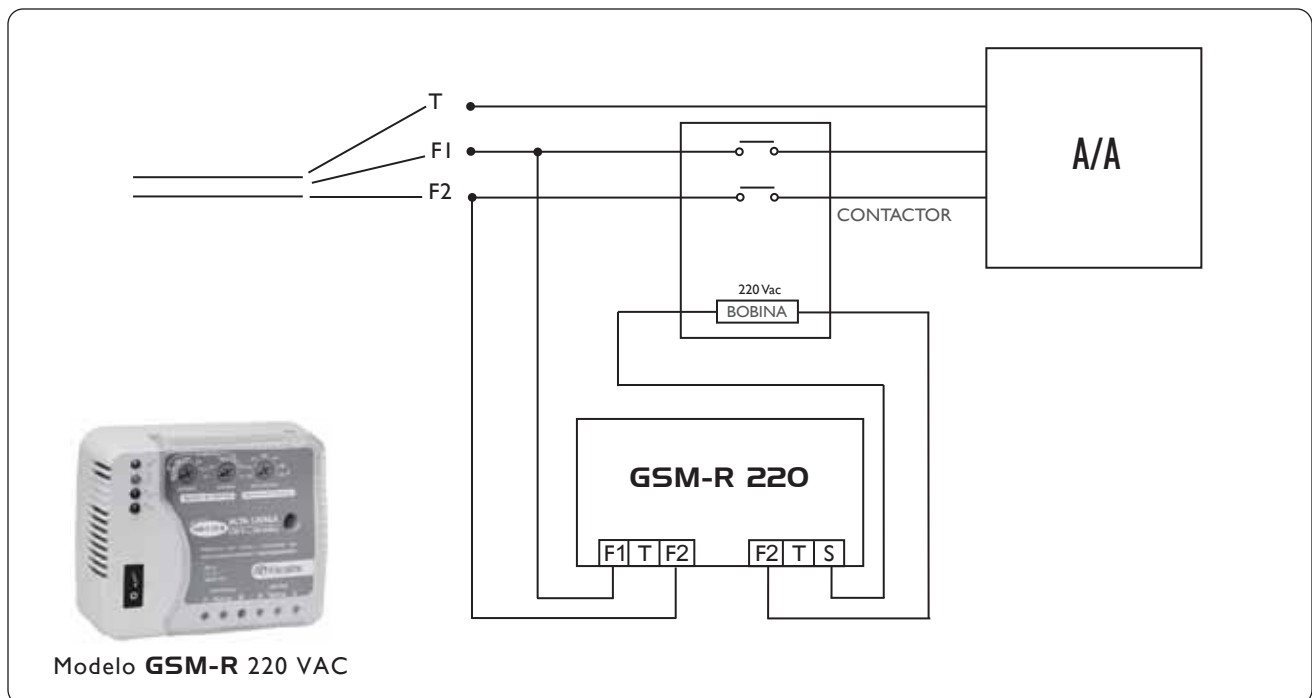 T
F1
A/A
F2
CONTACTOR
220 Vac
BOBINA
GSM-R 220
F1 T F2
F2 T S
Modelo GSM-R 220 VAC